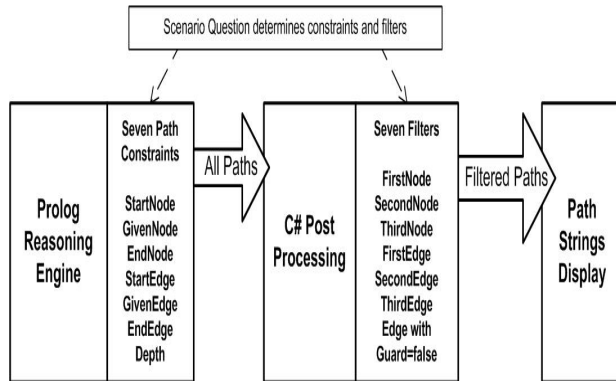 Scenario Question determines constraints and filters
Prolog
Reasoning
Engine
Seven Path
Constraints
StartNode
GivenNode
EndNode
StartEdge
GivenEdge
EndEdge
Depth
All Paths
C# Post
Processing
Seven Filters
FirstNode
SecondNode
ThirdNode
FirstEdge
SecondEdge
ThirdEdge
Edge with
Guard=false
Filtered Paths
Path
Strings
Display